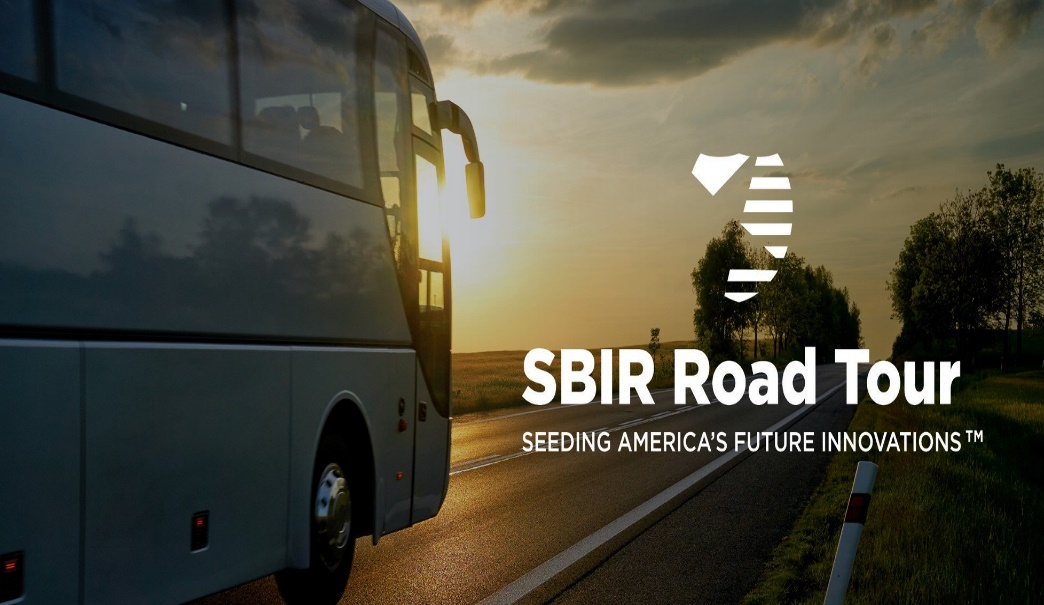 SBIR Road Tour
SEEDING AMERICA'S FUTURE INNOVATIONS™